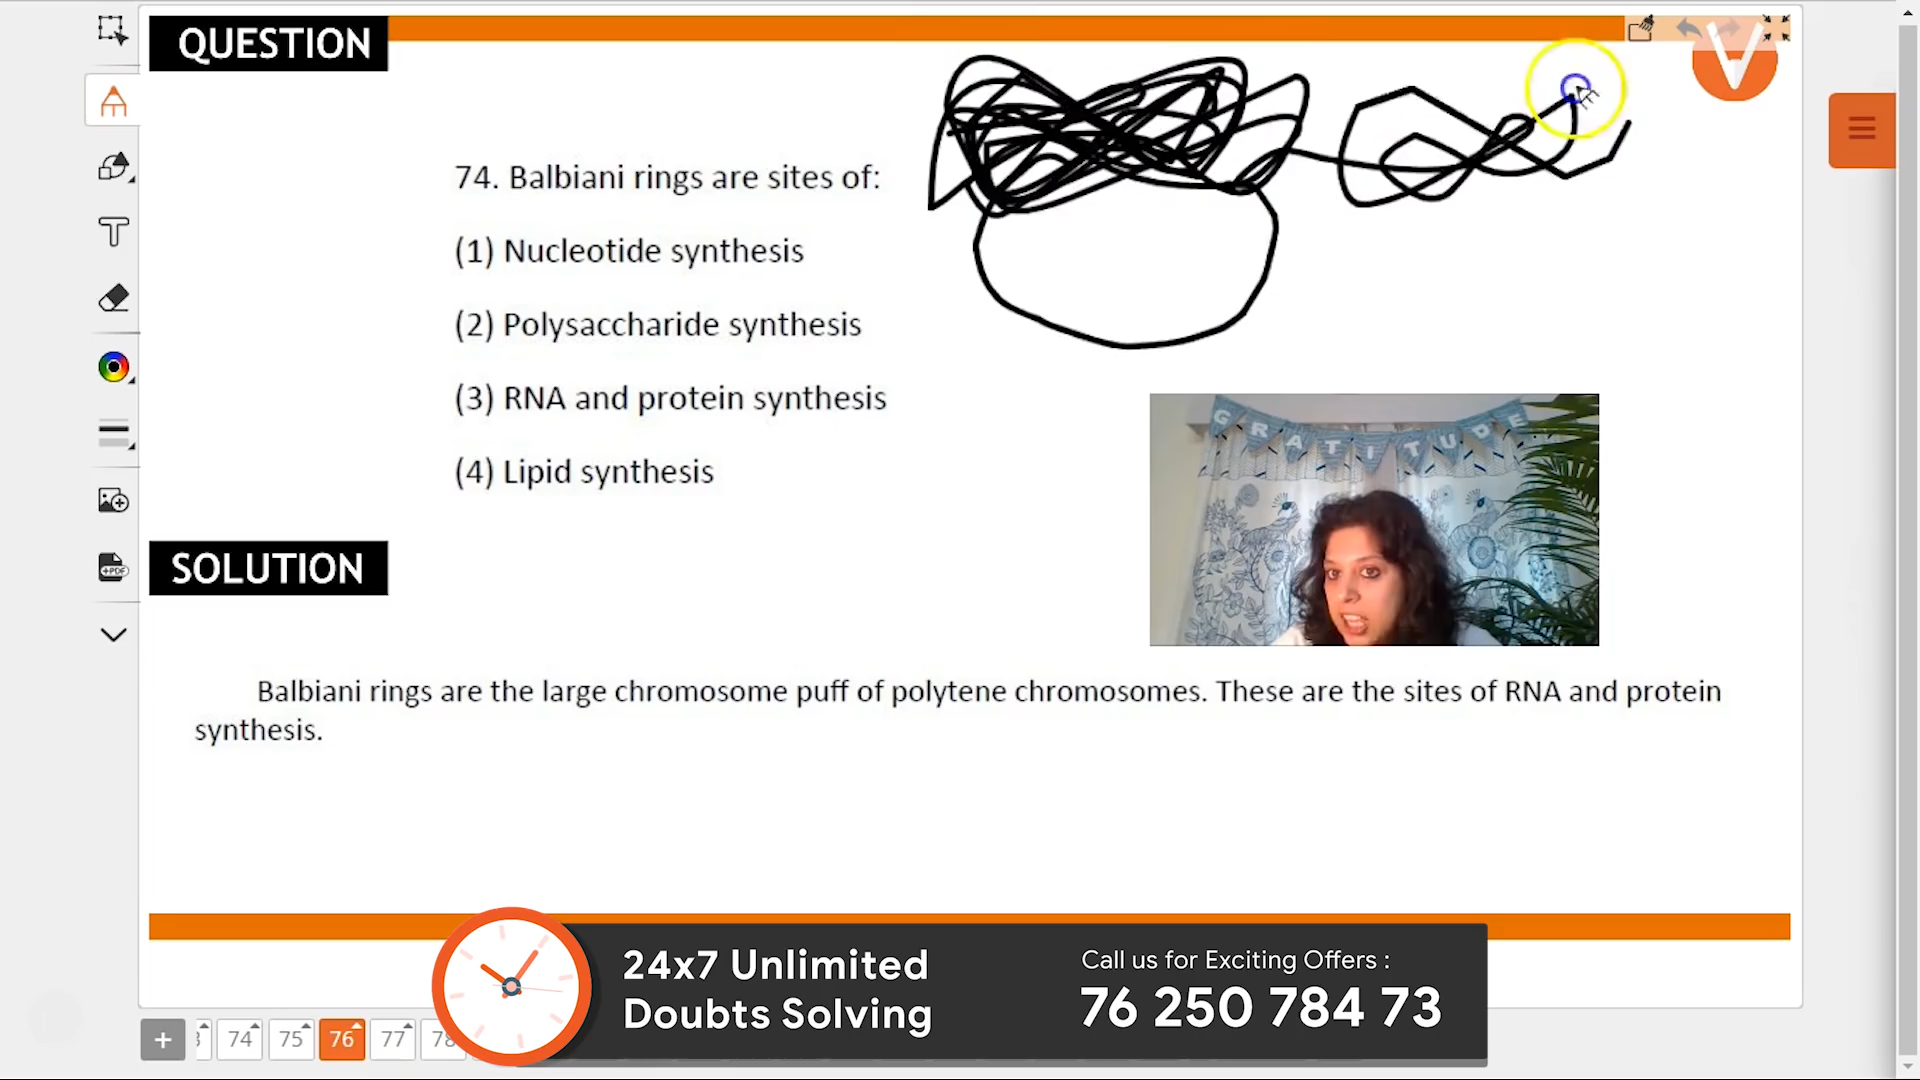 QUESTION
74. Balbiani rings are sites of:
(1) Nucleotide synthesis
(2) Polysaccharide synthesis
(3) RNA and protein synthesis
(4) Lipid synthesis
GRATITUDE
SOLUTION
Balbiani rings are the large chromosome puff of polytene chromosomes. These are the sites of RNA and protein
synthesis.
24x7 Unlimited
Doubts Solving
Call us for Exciting Offers :
76 250 784 73
+PDF
74 75 76 77